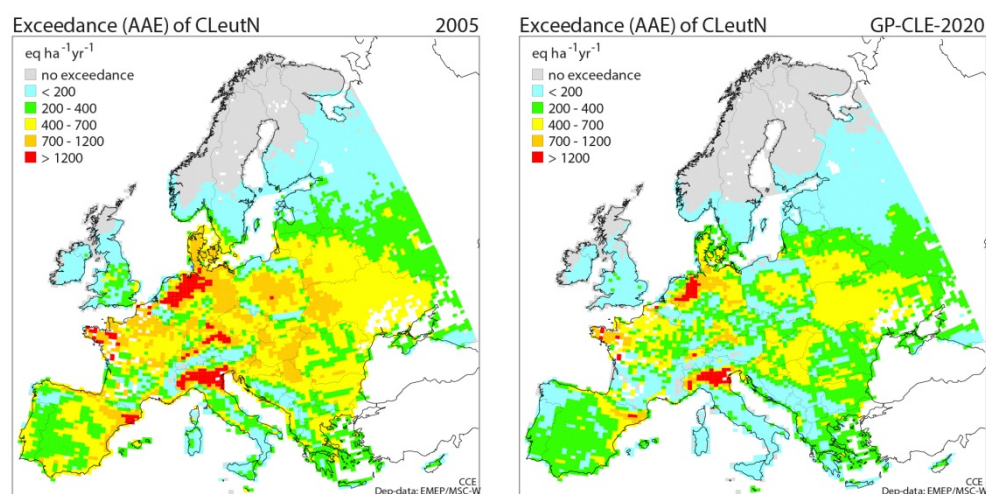 Exceedance (AAE) of CLeutN 2005
eq ha⁻¹yr⁻¹
no exceedance
< 200
200 - 400
400 - 700
700 - 1200
> 1200
CCE
Dep-data: EMEP/MSC-W
Exceedance (AAE) of CLeutN GP-CLE-2020
eq ha⁻¹yr⁻¹
no exceedance
< 200
200 - 400
400 - 700
700 - 1200
> 1200
CCE
Dep-data: EMEP/MSC-W